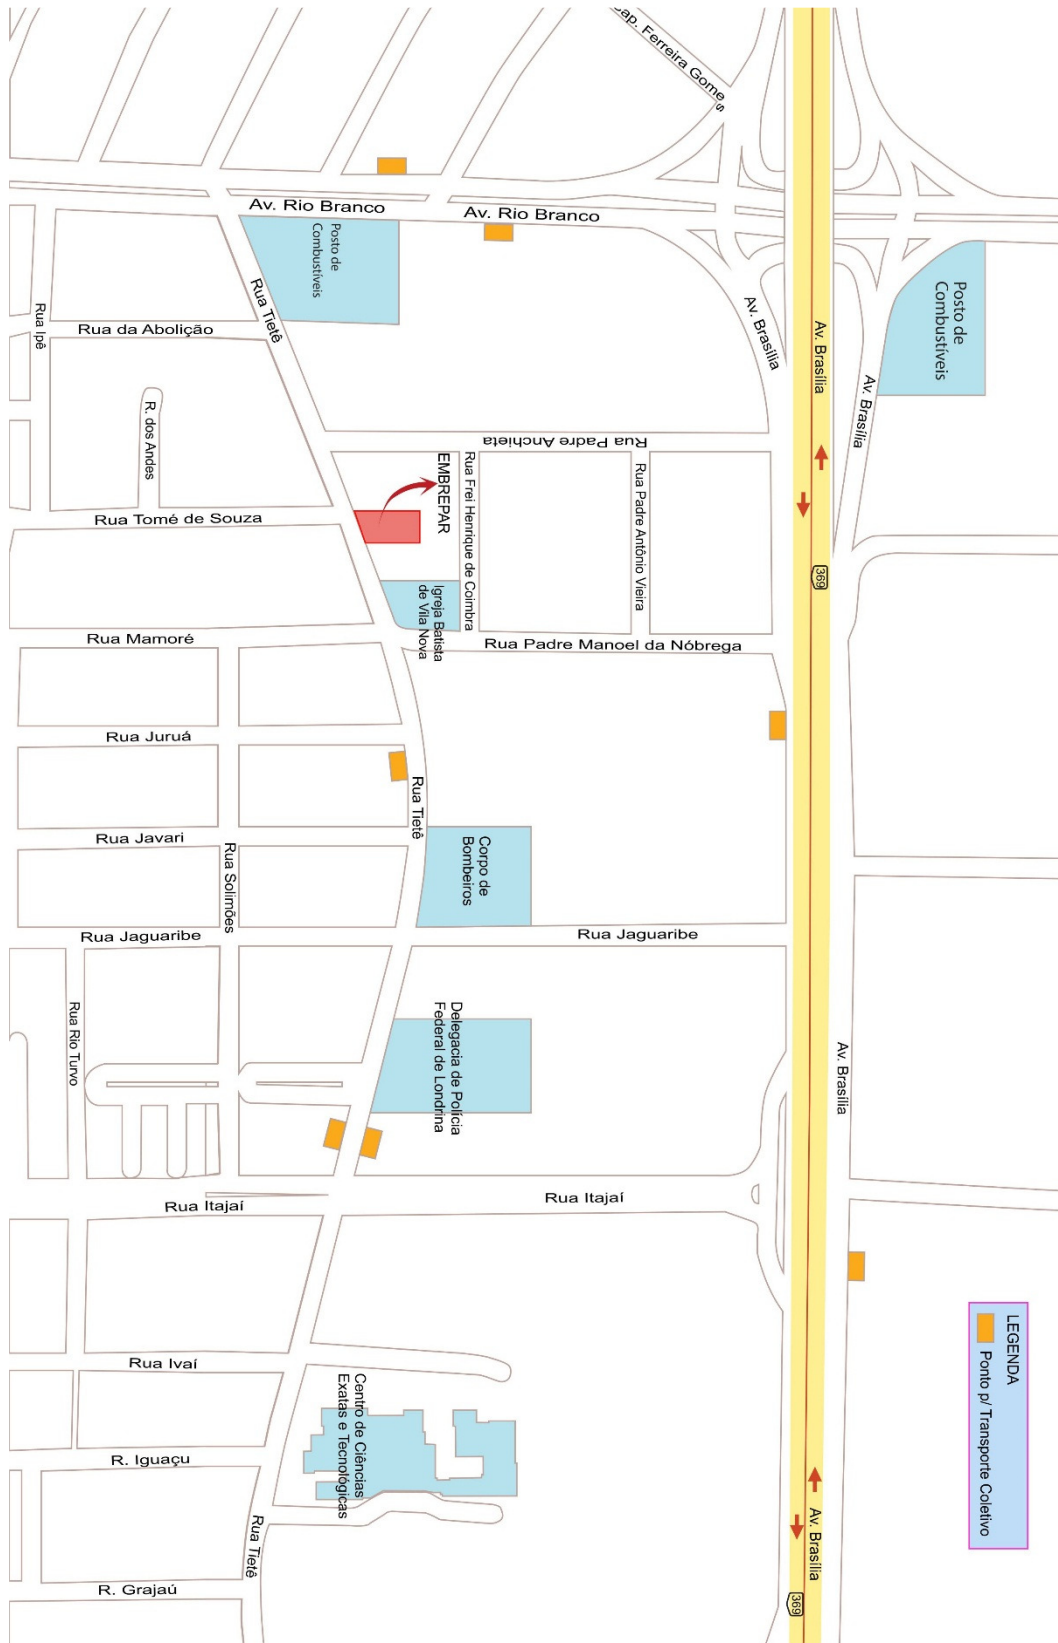 Cap. Ferreira Gomes
Av. Rio Branco
Av. Rio Branco
Posto de
Combustíveis
Posto de
Combustíveis
Rua Tietê
Rua Ipê
Rua da Abolição
Av. Brasília
Av. Brasília
Av. Brasília
R. dos Andes
Rua Padre Anchieta
EMBREPAR
Rua Frei Henrique de Coimbra
Rua Padre Antônio Vieira
Rua Tomé de Souza
369
Igreja Batista
de Vila Nova
Rua Mamoré
Rua Padre Manoel da Nóbrega
Rua Juruá
Rua Tietê
Rua Javari
Rua Solimões
Corpo de
Bombeiros
Rua Jaguaribe
Rua Jaguaribe
Rua Rio Turvo
Delegacia de Polícia
Federal de Londrina
Av. Brasília
Rua Itajaí
Rua Itajaí
LEGENDA
Ponto p/ Transporte Coletivo
Rua Ivaí
Centro de Ciências
Exatas e Tecnológicas
R. Iguaçu
Rua Tietê
Av. Brasília
R. Grajaú
369